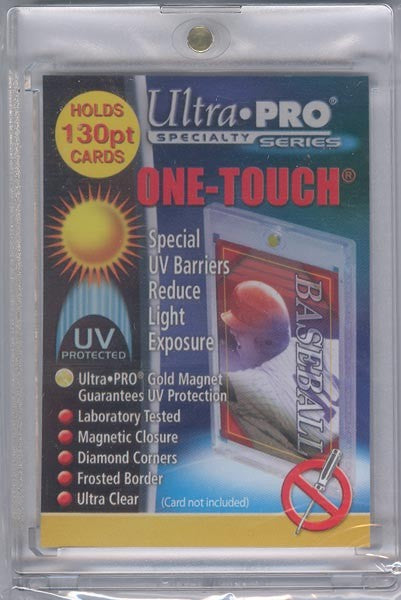 HOLDS
130pt
CARDS
Ultra•PRO®
SPECIALTY SERIES
ONE-TOUCH®
Special
UV Barriers
Reduce
Light
Exposure
BASEBALL
UV
PROTECTED
Ultra•PRO® Gold Magnet
Guarantees UV Protection
Laboratory Tested
Magnetic Closure
Diamond Corners
Frosted Border
Ultra Clear
(Card not included)